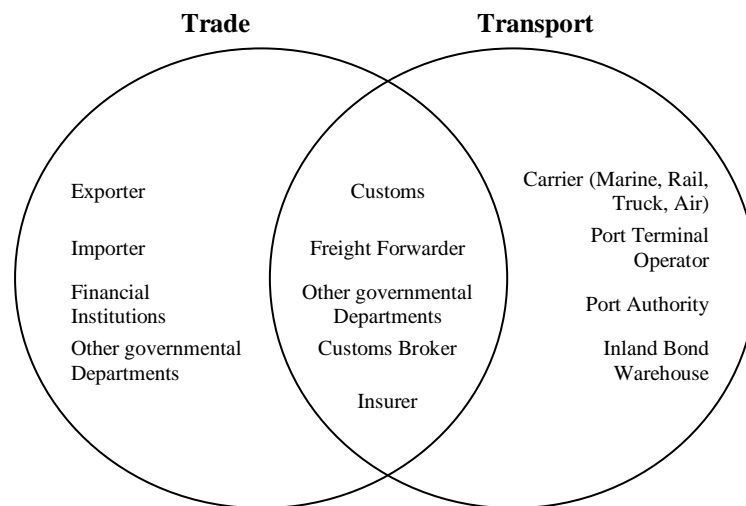 Trade
Transport
Exporter
Importer
Financial
Institutions
Other governmental
Departments
Customs
Freight Forwarder
Other governmental
Departments
Customs Broker
Insurer
Carrier (Marine, Rail,
Truck, Air)
Port Terminal
Operator
Port Authority
Inland Bond
Warehouse